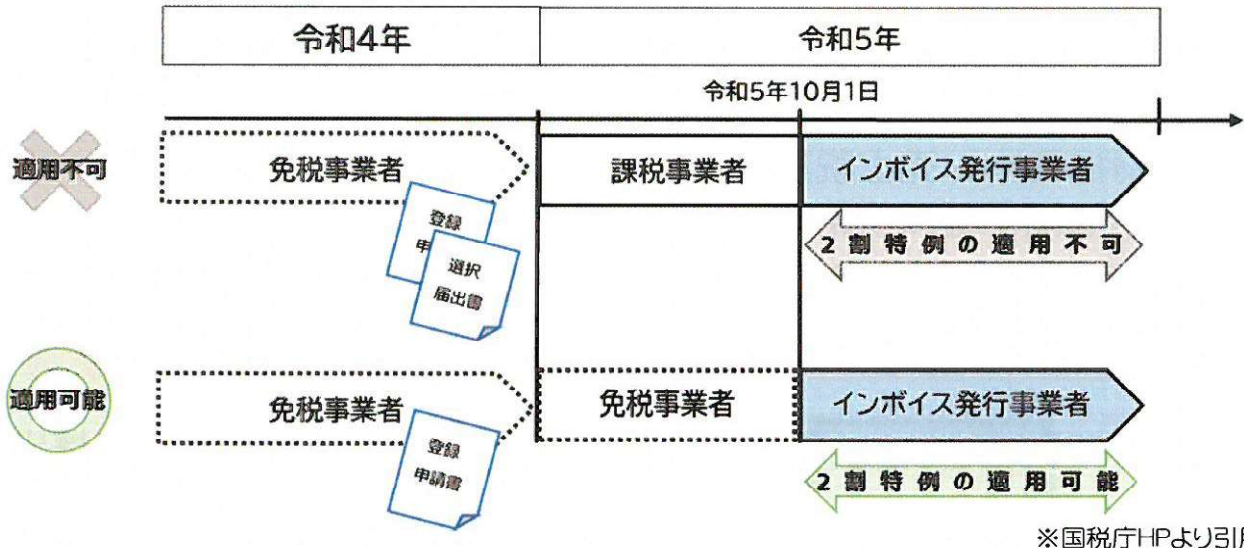 令和4年
令和5年
令和5年10月1日
適用不可
免税事業者
課税事業者
インボイス発行事業者
登録
申
選択
届出書
2割特例の適用不可
適用可能
免税事業者
免税事業者
インボイス発行事業者
登録
申請書
2割特例の適用可能
※国税庁HPより引用